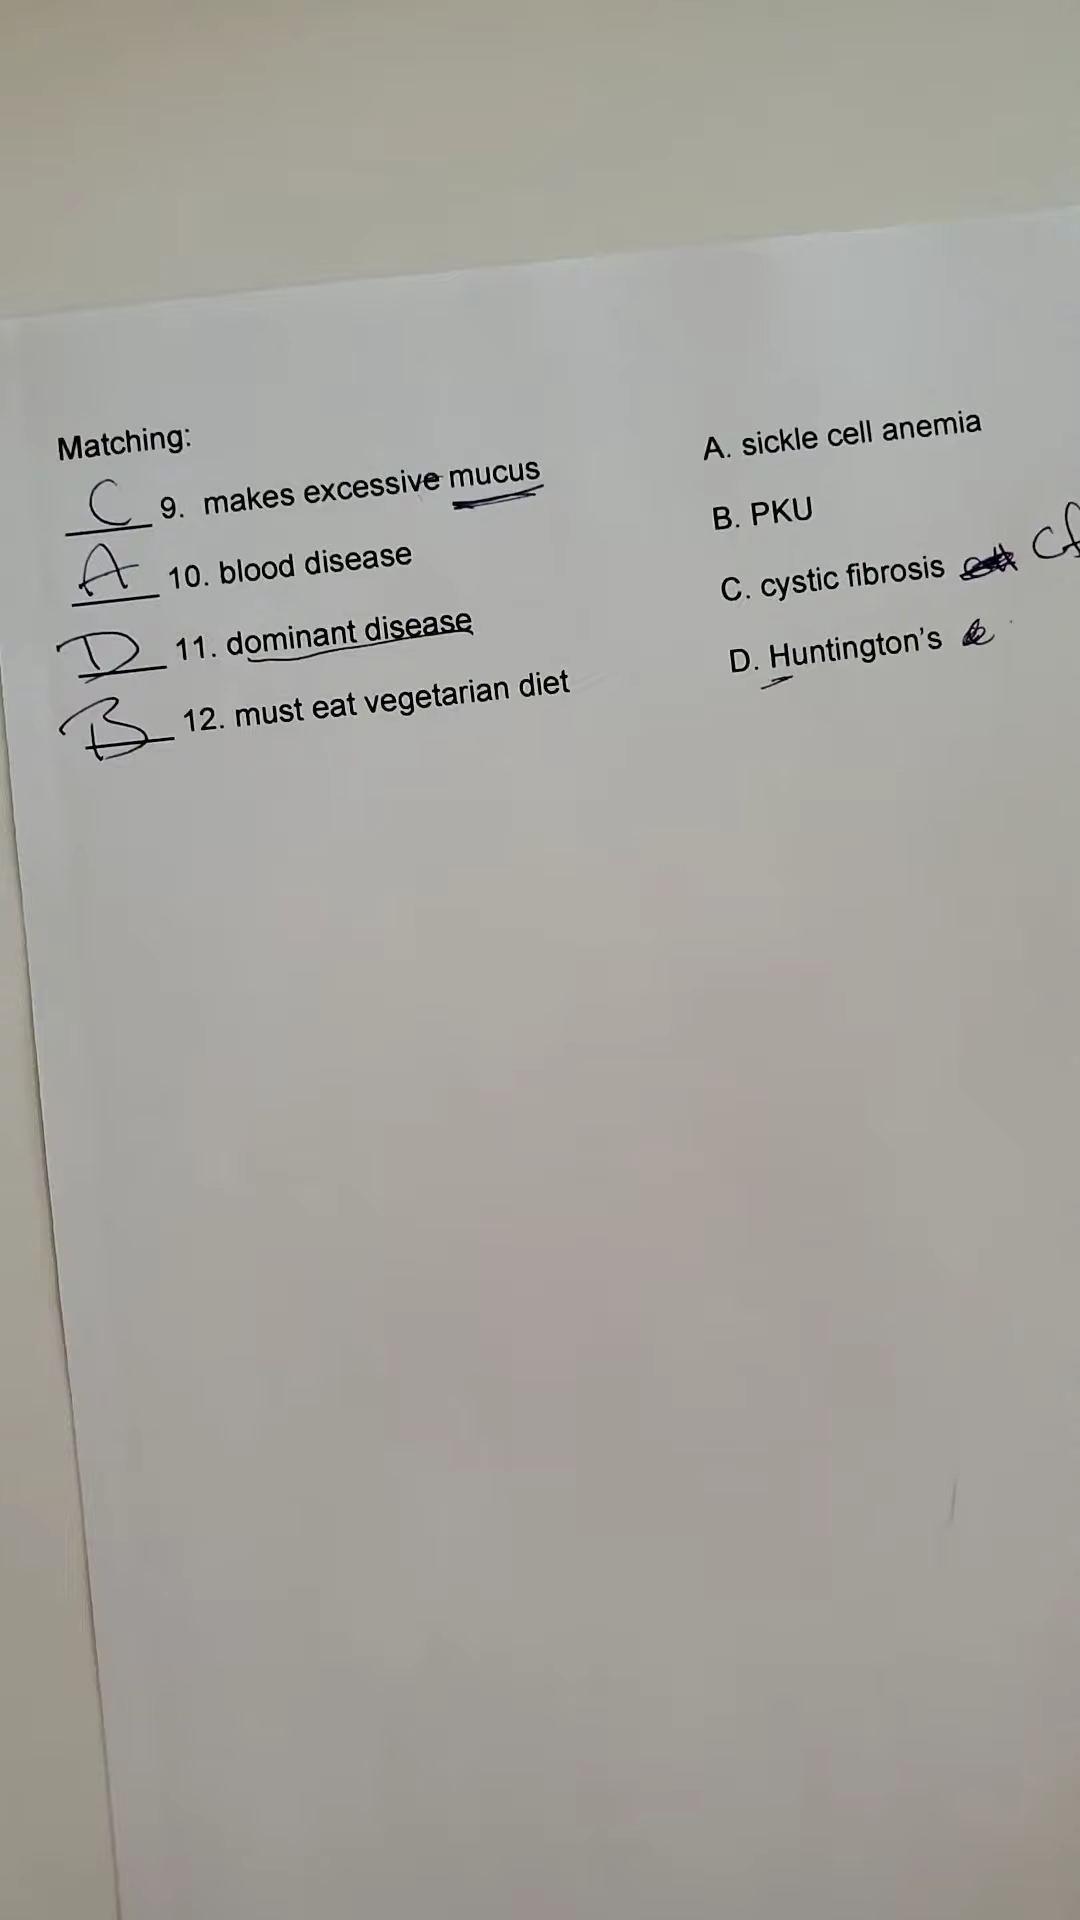 Matching:
C 9. makes excessive mucus
A 10. blood disease
D 11. dominant disease
B 12. must eat vegetarian diet
A. sickle cell anemia
B. PKU
C. cystic fibrosis
D. Huntington's